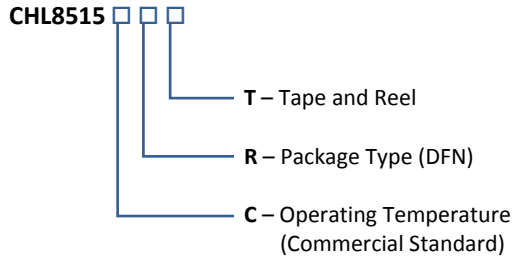 CHL8515 □ □ □
T – Tape and Reel
R – Package Type (DFN)
C – Operating Temperature
(Commercial Standard)